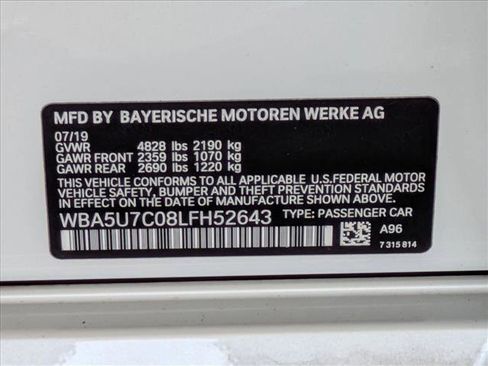 MFD BY BAYERISCHE MOTOREN WERKE AG
07/19
GVWR 4828 lbs 2190 kg
GAWR FRONT 2359 lbs 1070 kg
GAWR REAR 2690 lbs 1220 kg
THIS VEHICLE CONFORMS TO ALL APPLICABLE U.S.FEDERAL MOTOR
VEHICLE SAFETY, BUMPER AND THEFT PREVENTION STANDARDS
IN EFFECT ON THE DATE OF MANUFACTURE SHOWN ABOVE.
WBA5U7C08LFH52643 TYPE: PASSENGER CAR
A96
7 315 814